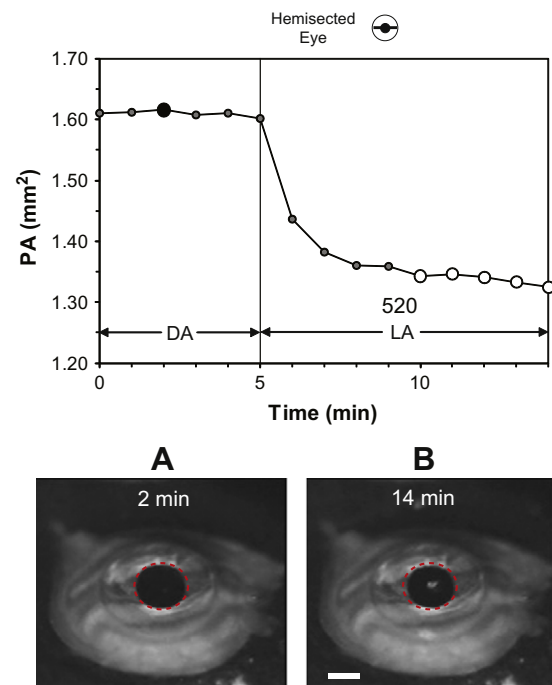 Hemisected
Eye
1.70
1.60
1.50
1.40
1.30
1.20
PA (mm²)
520
DA
LA
0
5
10
Time (min)
A
B
2 min
14 min